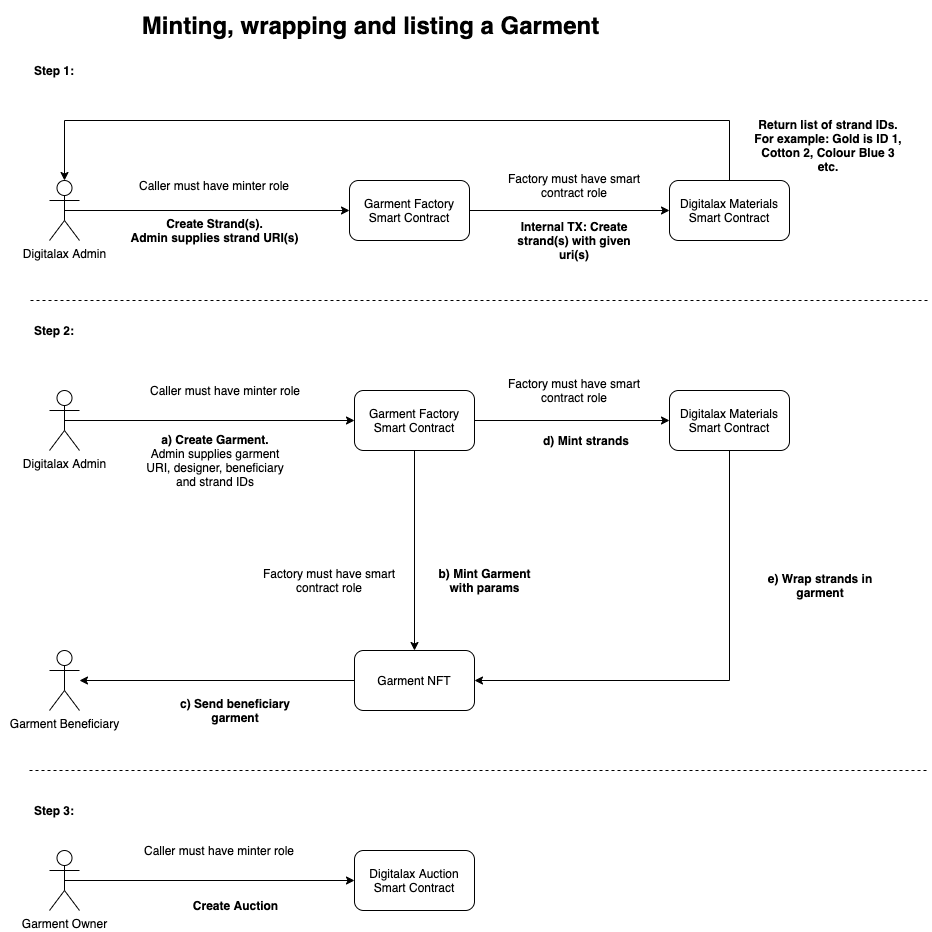 Minting, wrapping and listing a Garment
Step 1:
Return list of strand IDs.
For example: Gold is ID 1,
Cotton 2, Colour Blue 3
etc.
Caller must have minter role
Factory must have smart
contract role
Garment Factory
Smart Contract
Digitalax Materials
Smart Contract
Create Strand(s).
Admin supplies strand URI(s)
Internal TX: Create
strand(s) with given
uri(s)
Digitalax Admin
Step 2:
Caller must have minter role
Factory must have smart
contract role
Garment Factory
Smart Contract
Digitalax Materials
Smart Contract
a) Create Garment.
Admin supplies garment
URI, designer, beneficiary
and strand IDs
d) Mint strands
Digitalax Admin
Factory must have smart
contract role
b) Mint Garment
with params
e) Wrap strands in
garment
Garment NFT
c) Send beneficiary
garment
Garment Beneficiary
Step 3:
Caller must have minter role
Digitalax Auction
Smart Contract
Create Auction
Garment Owner